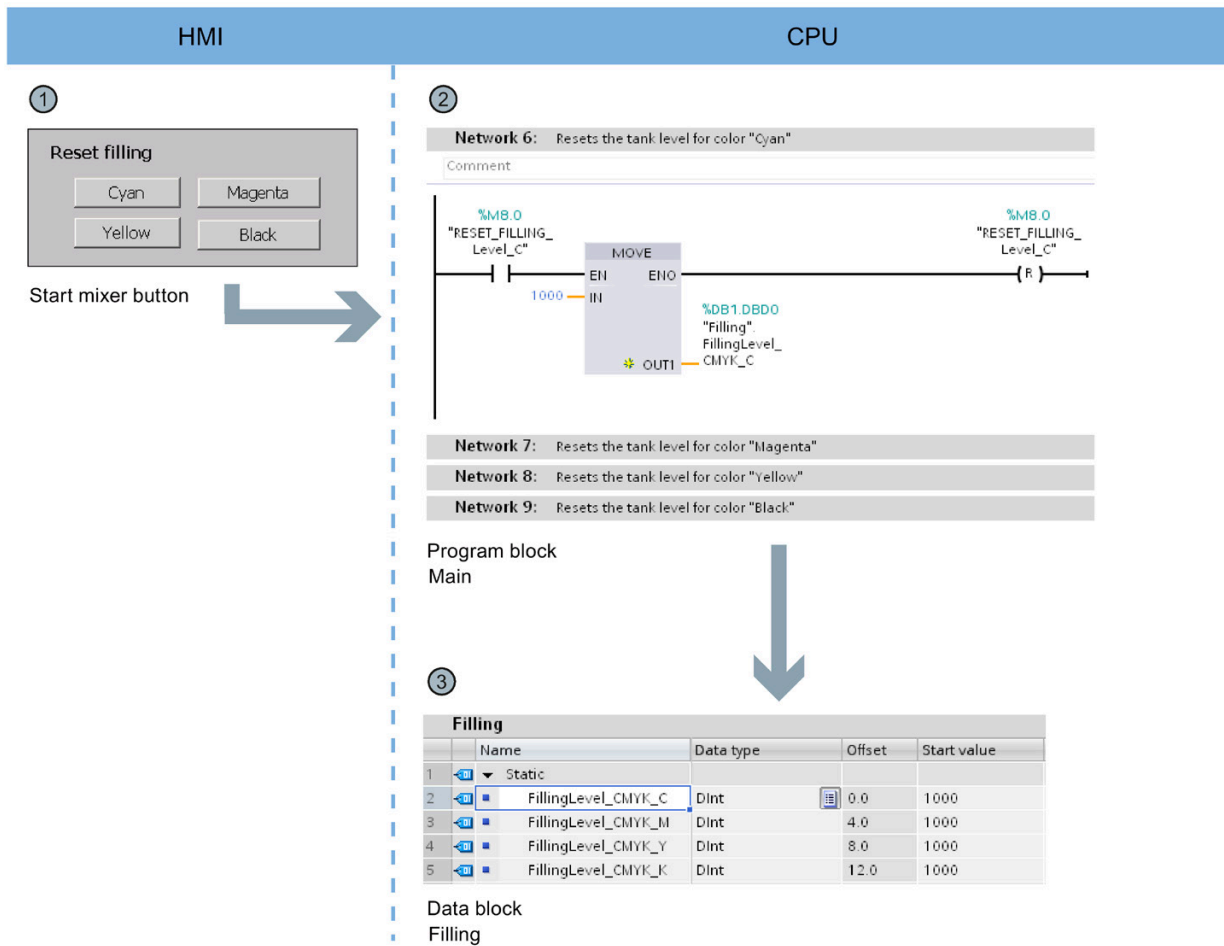 HMI
CPU
1
Reset filling
Cyan
Magenta
Yellow
Black
Start mixer button
2
Network 6: Resets the tank level for color "Cyan"
Comment
%M8.0
"RESET_FILLING_
Level_C"
MOVE
EN
ENO
1000
IN
OUT1
%DB1.DBD0
"Filling".
FillingLevel_
CMYK_C
%M8.0
"RESET_FILLING_
Level_C"
R
Network 7: Resets the tank level for color "Magenta"
Network 8: Resets the tank level for color "Yellow"
Network 9: Resets the tank level for color "Black"
Program block
Main
3
Filling
Name Data type Offset Start value
1 Static
2 FillingLevel_CMYK_C DInt 0.0 1000
3 FillingLevel_CMYK_M DInt 4.0 1000
4 FillingLevel_CMYK_Y DInt 8.0 1000
5 FillingLevel_CMYK_K DInt 12.0 1000
Data block
Filling